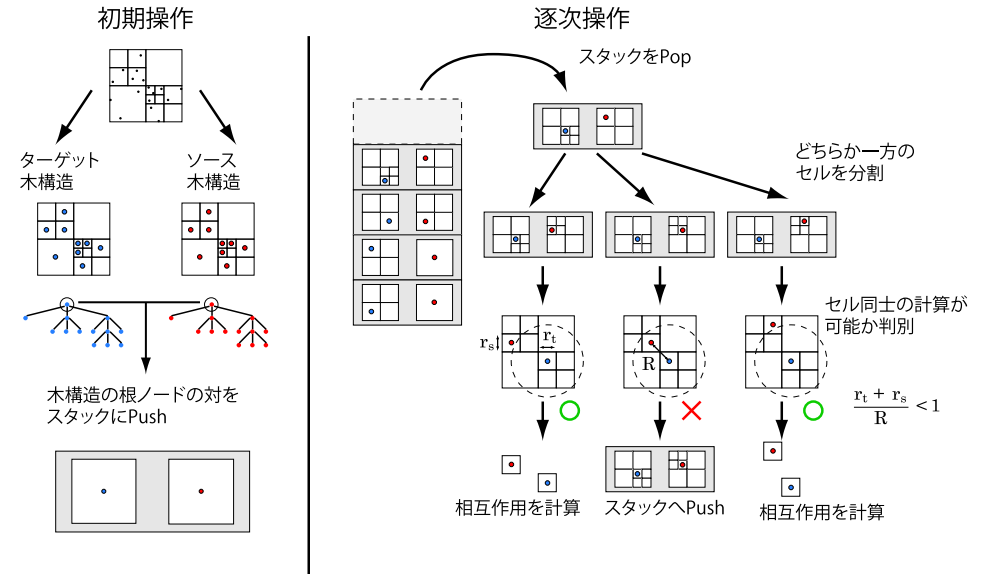 初期操作
ターゲット
木構造
ソース
木構造
木構造の根ノードの対を
スタックにPush
逐次操作
スタックをPop
どちらか一方の
セルを分割
セル同士の計算が
可能か判別
r_s
r_t
R
r_t + r_s
R
< 1
相互作用を計算
スタックへPush
相互作用を計算